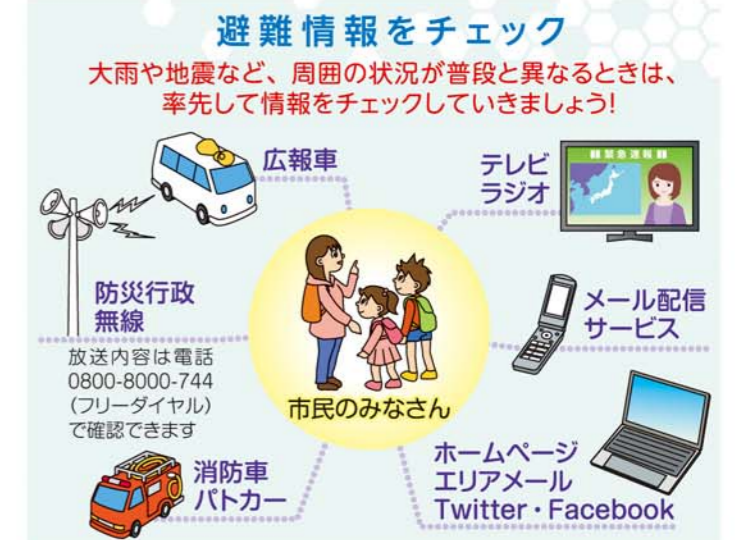 避難情報をチェック
大雨や地震など、周囲の状況が普段と異なるときは、
率先して情報をチェックしていきましょう!
広報車
テレビ
ラジオ
緊急速報
防災行政
無線
放送内容は電話
0800-8000-744
(フリーダイヤル)
で確認できます
メール配信
サービス
市民のみなさん
消防車
パトカー
ホームページ
エリアメール
Twitter・Facebook